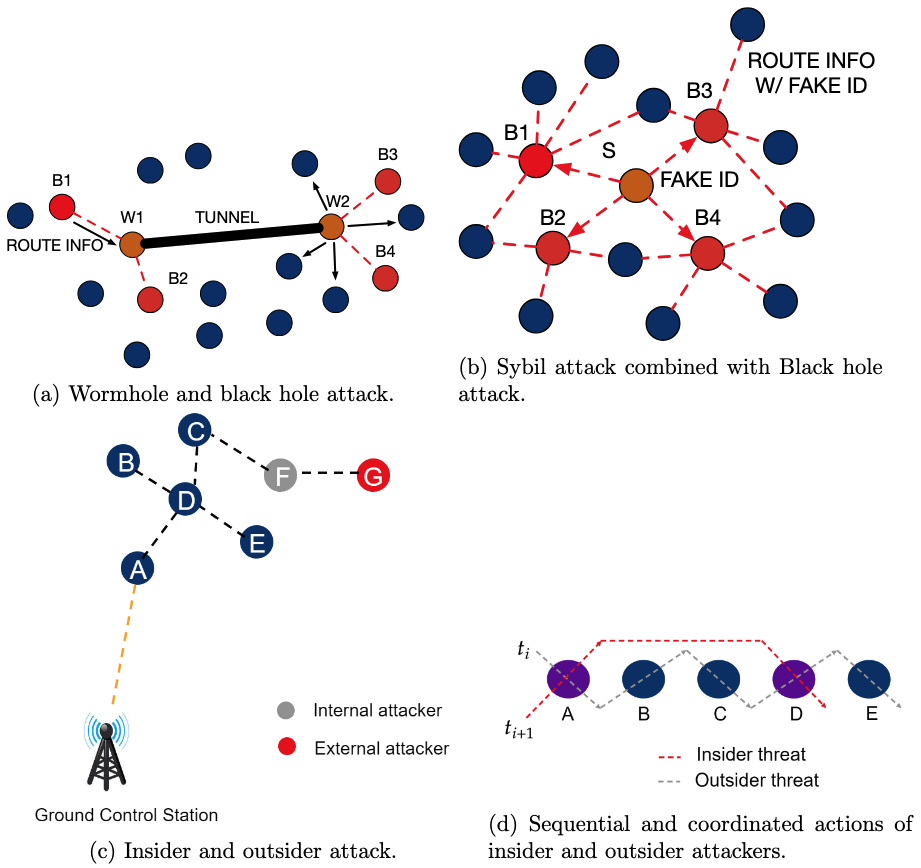 ROUTE INFO
W/ FAKE ID
B3
B1
S
FAKE ID
B2
B4
B1
B3
W1
TUNNEL
W2
ROUTE INFO
B2
B4
(a) Wormhole and black hole attack.
(b) Sybil attack combined with Black hole
attack.
C
B
F
G
D
E
A
Internal attacker
External attacker
Ground Control Station
(c) Insider and outsider attack.
tᵢ
tᵢ₊₁
A
B
C
D
E
Insider threat
Outsider threat
(d) Sequential and coordinated actions of
insider and outsider attackers.